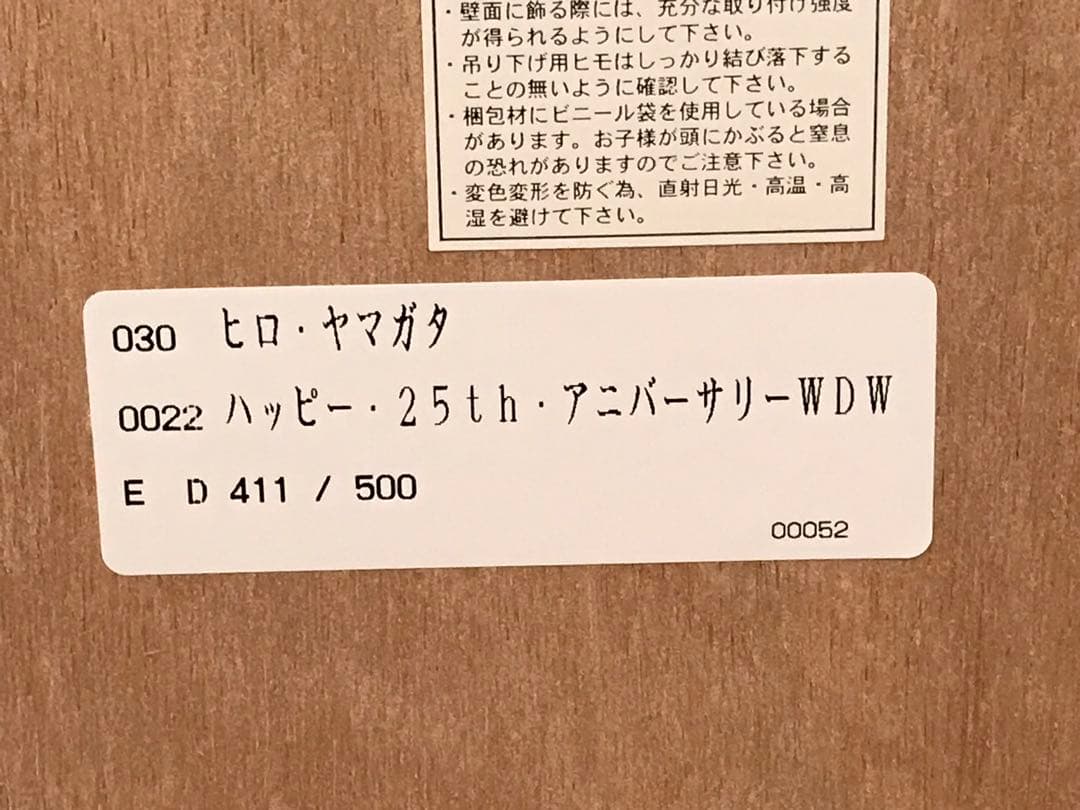 ・壁面に飾る際には、充分な取り付け強度
が得られるようにして下さい。
・吊り下げ用ヒモはしっかり結び落下する
ことの無いように確認して下さい。
・梱包材にビニール袋を使用している場合
があります。お子様が頭にかぶると窒息
の恐れがありますのでご注意下さい。
・変色変形を防ぐ為、直射日光・高温・高
湿を避けて下さい。
030 ヒロ・ヤマガタ
0022 ハッピー・25th・アニバーサリーWDW
E D 411 / 500
00052